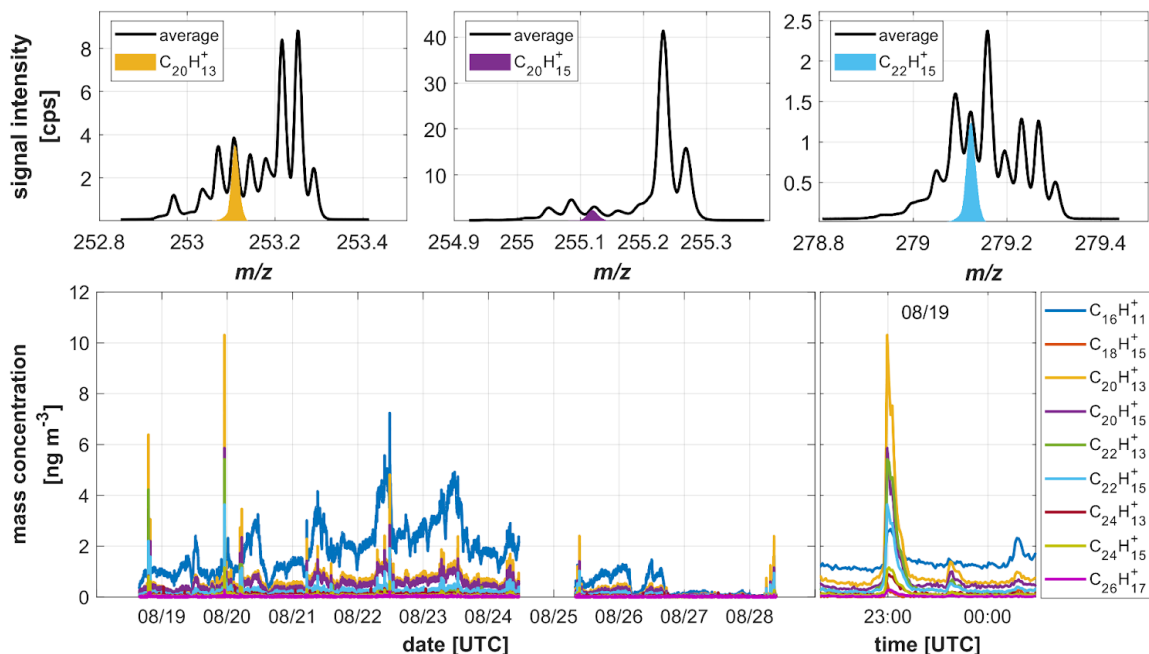 signal intensity
[cps]
8
6
4
2
average
C₂₀H₁₃⁺
252.8 253 253.2 253.4
m/z
40
30
20
10
average
C₂₀H₁₅⁺
254.9 255 255.1 255.2 255.3
m/z
2.5
2
1.5
1
0.5
average
C₂₂H₁₅⁺
278.8 279 279.2 279.4
m/z
mass concentration
[ng m⁻³]
12
10
8
6
4
2
0
08/19 08/20 08/21 08/22 08/23 08/24 08/25 08/26 08/27 08/28
date [UTC]
08/19
23:00 00:00
time [UTC]
C₁₆H₁₁⁺
C₁₈H₁₅⁺
C₂₀H₁₃⁺
C₂₀H₁₅⁺
C₂₂H₁₃⁺
C₂₂H₁₅⁺
C₂₄H₁₃⁺
C₂₄H₁₅⁺
C₂₆H₁₇⁺